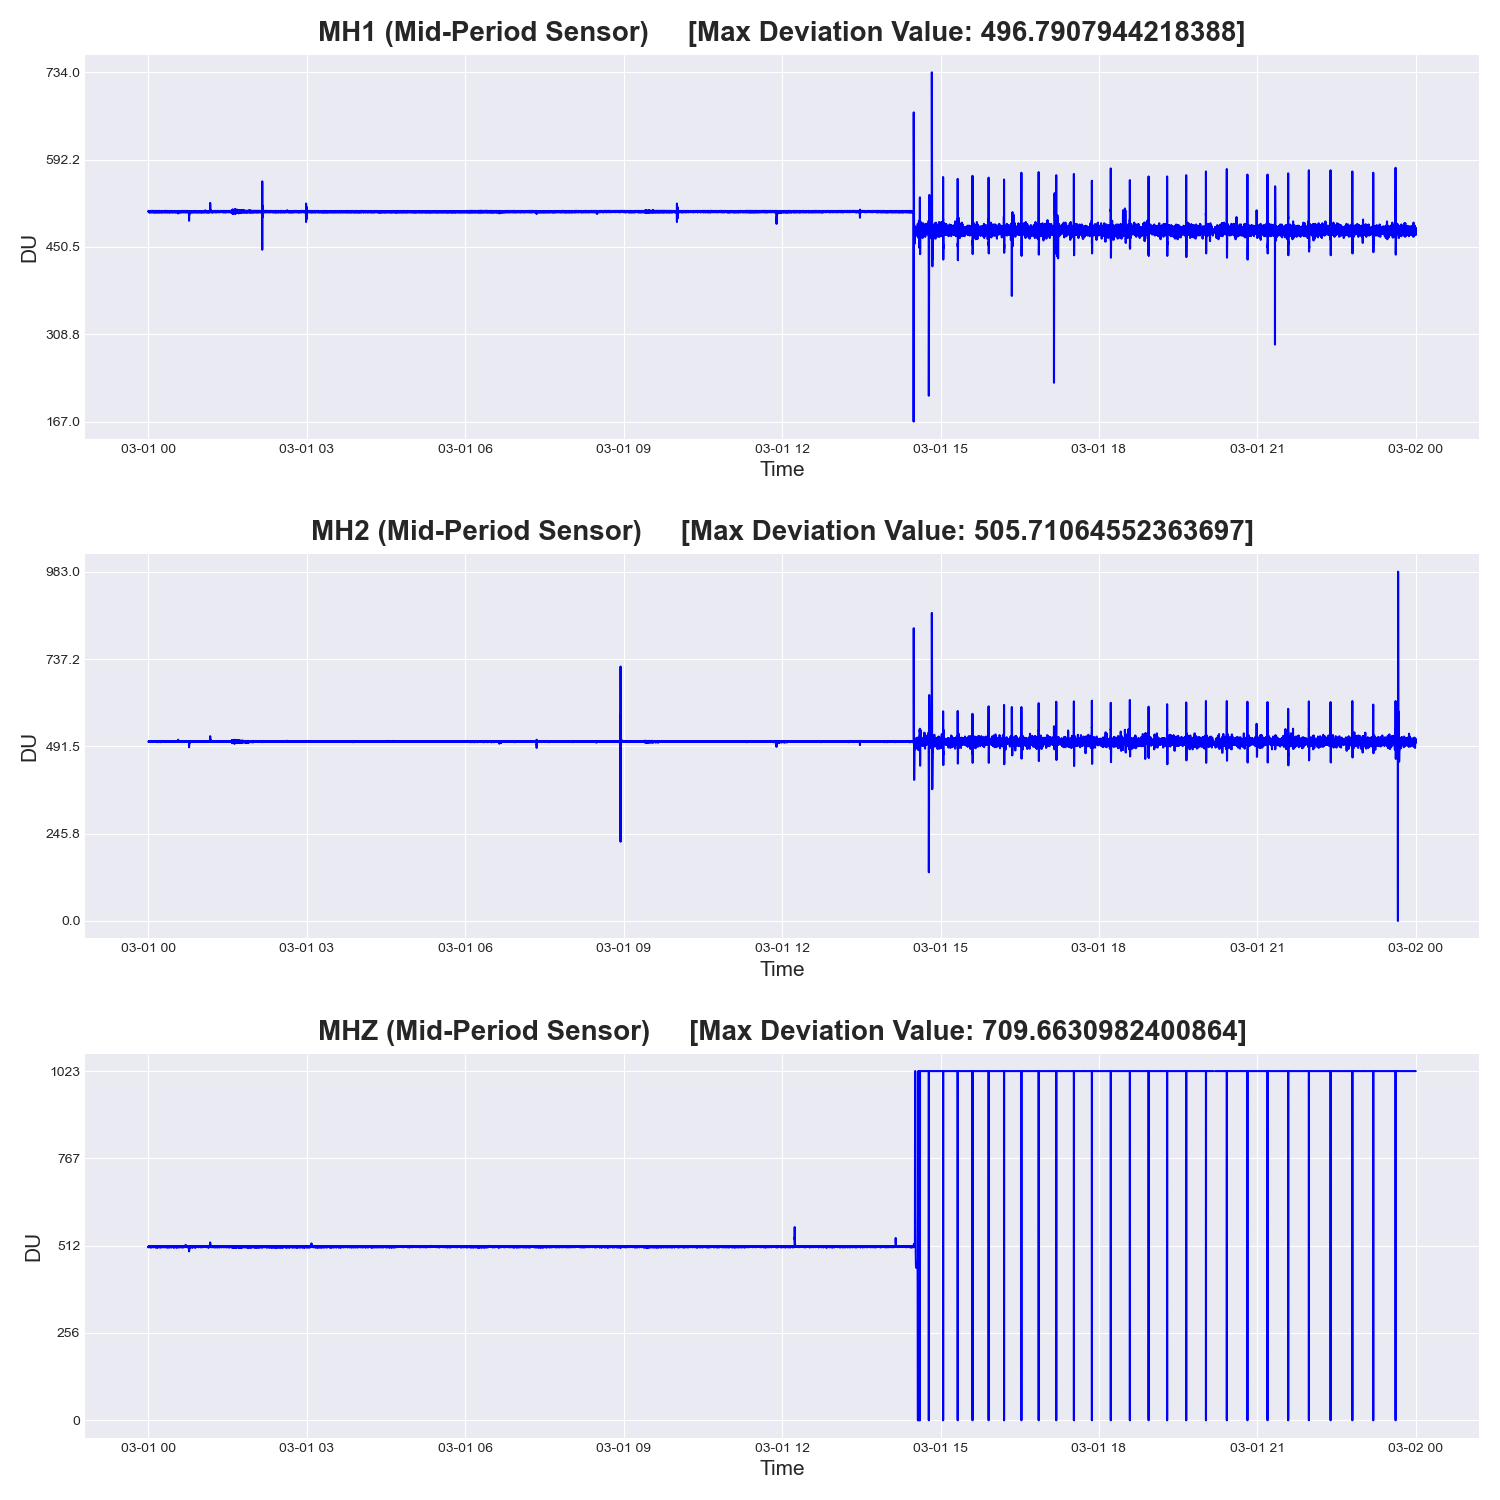 MH1 (Mid-Period Sensor) [Max Deviation Value: 496.7907944218388]
734.0
592.2
450.5
308.8
167.0
DU
03-01 00 03-01 03 03-01 06 03-01 09 03-01 12 03-01 15 03-01 18 03-01 21 03-02 00
Time
MH2 (Mid-Period Sensor) [Max Deviation Value: 505.71064552363697]
983.0
737.2
491.5
245.8
0.0
DU
03-01 00 03-01 03 03-01 06 03-01 09 03-01 12 03-01 15 03-01 18 03-01 21 03-02 00
Time
MHZ (Mid-Period Sensor) [Max Deviation Value: 709.6630982400864]
1023
767
512
256
0
DU
03-01 00 03-01 03 03-01 06 03-01 09 03-01 12 03-01 15 03-01 18 03-01 21 03-02 00
Time